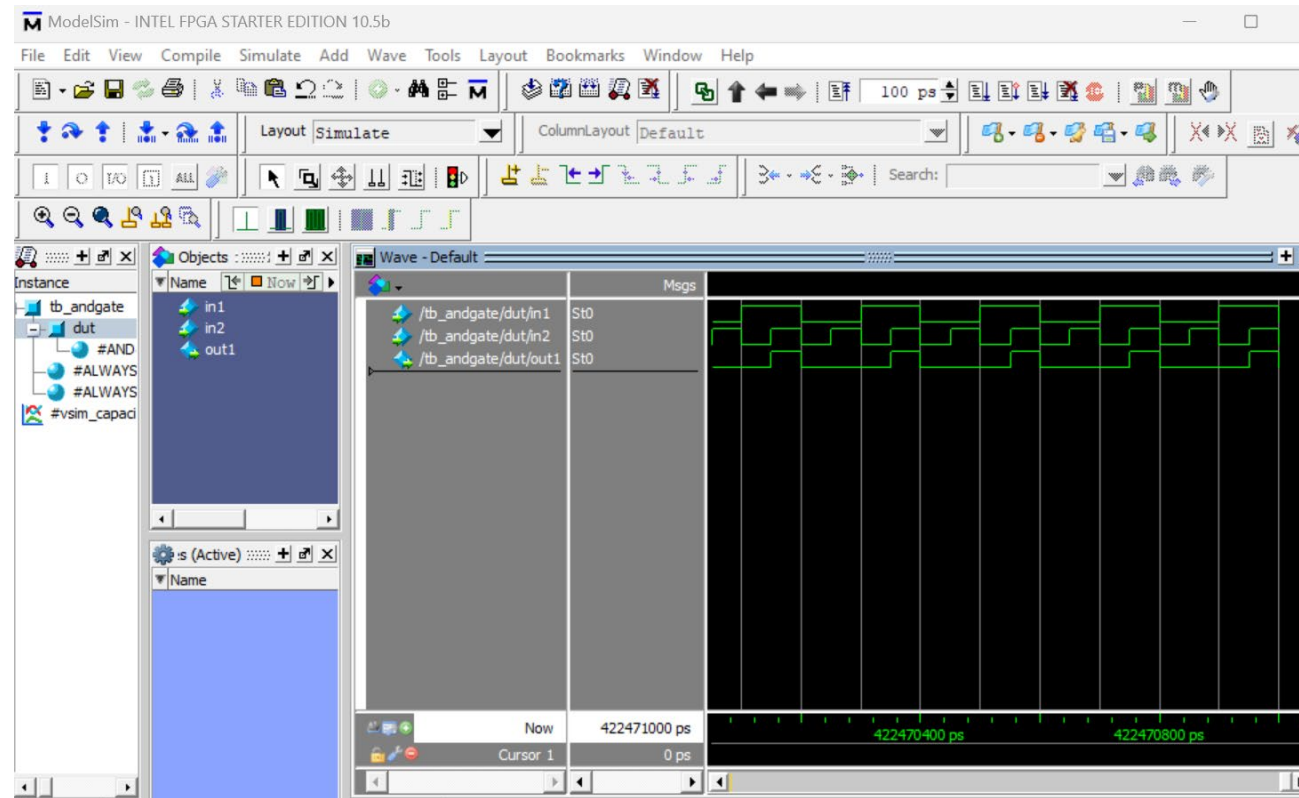 M ModelSim - INTEL FPGA STARTER EDITION 10.5b
File Edit View Compile Simulate Add Wave Tools Layout Bookmarks Window Help
100 ps
Layout Simulate
ColumnLayout Default
I O I/O ALL
Search:
Instance
tb_andgate
dut
#AND
#ALWAYS
#ALWAYS
#vsim_capaci
Objects
Name Now
in1
in2
out1
s (Active)
Name
Wave - Default
Msgs
/tb_andgate/dut/in1 St0
/tb_andgate/dut/in2 St0
/tb_andgate/dut/out1 St0
Now 422471000 ps
Cursor 1 0 ps
422470400 ps 422470800 ps